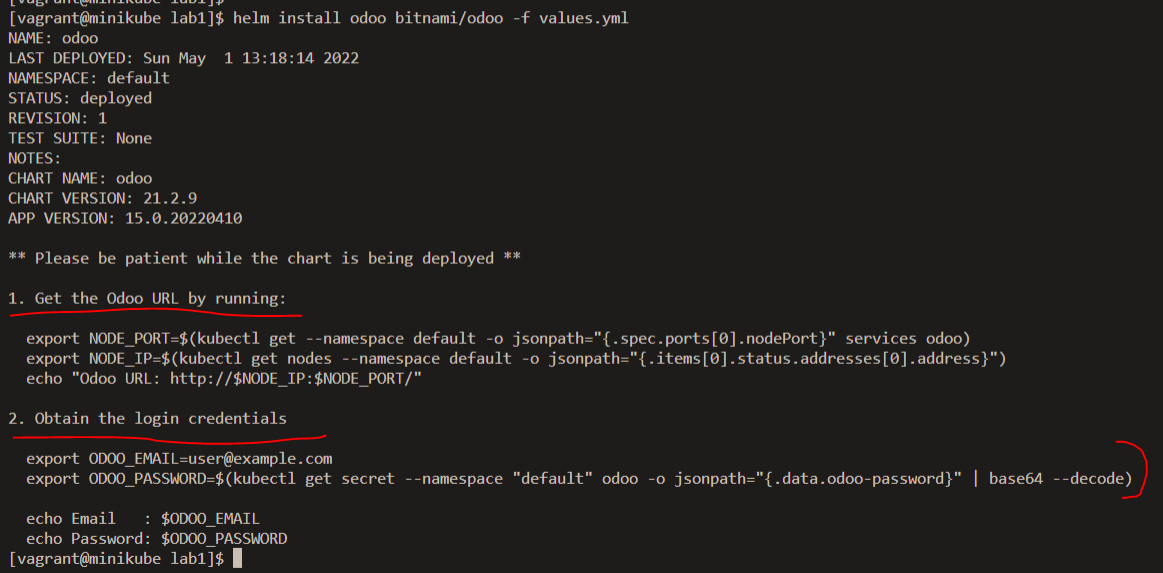 [vagrant@minikube lab1]$
[vagrant@minikube lab1]$ helm install odoo bitnami/odoo -f values.yml
NAME: odoo
LAST DEPLOYED: Sun May  1 13:18:14 2022
NAMESPACE: default
STATUS: deployed
REVISION: 1
TEST SUITE: None
NOTES:
CHART NAME: odoo
CHART VERSION: 21.2.9
APP VERSION: 15.0.20220410
** Please be patient while the chart is being deployed **
1. Get the Odoo URL by running:
export NODE_PORT=$(kubectl get --namespace default -o jsonpath="{.spec.ports[0].nodePort}" services odoo)
export NODE_IP=$(kubectl get nodes --namespace default -o jsonpath="{.items[0].status.addresses[0].address}")
echo "Odoo URL: http://$NODE_IP:$NODE_PORT/"
2. Obtain the login credentials
export ODOO_EMAIL=user@example.com
export ODOO_PASSWORD=$(kubectl get secret --namespace "default" odoo -o jsonpath="{.data.odoo-password}" | base64 --decode)
echo Email   : $ODOO_EMAIL
echo Password: $ODOO_PASSWORD
[vagrant@minikube lab1]$